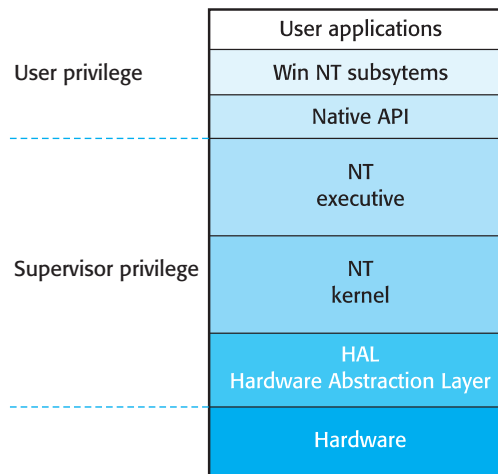 User applications
User privilege
Win NT subsytems
Native API
NT
executive
Supervisor privilege
NT
kernel
HAL
Hardware Abstraction Layer
Hardware